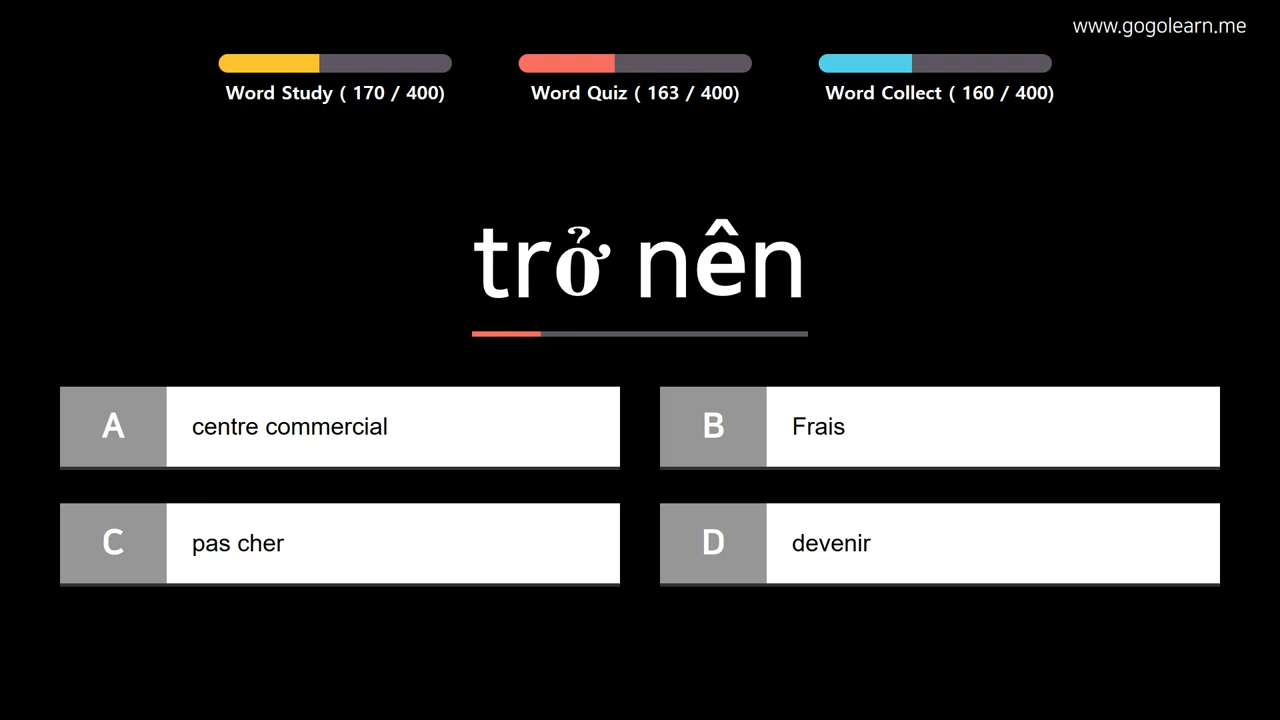 www.gogolearn.me
Word Study ( 170 / 400)
Word Quiz ( 163 / 400)
Word Collect ( 160 / 400)
trở nên
A centre commercial
B Frais
C pas cher
D devenir